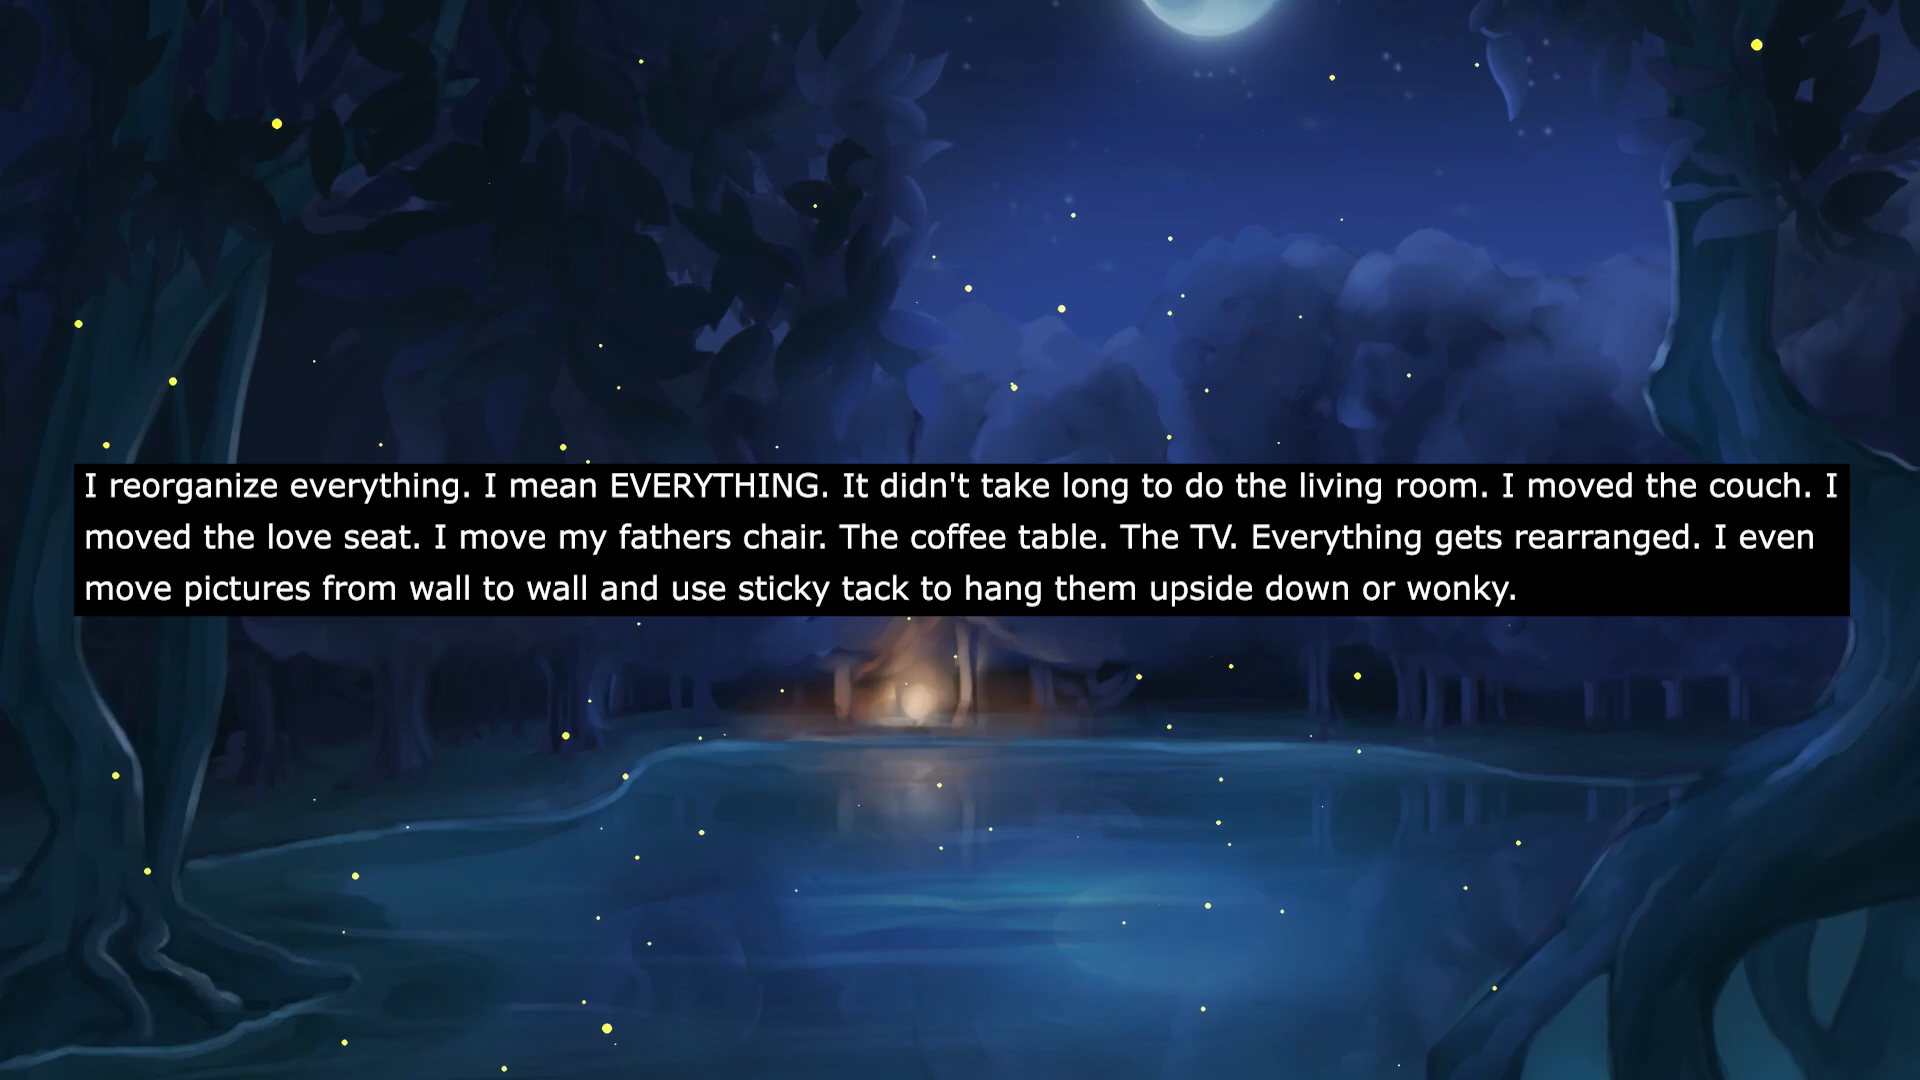 I reorganize everything. I mean EVERYTHING. It didn't take long to do the living room. I moved the couch. I
moved the love seat. I move my fathers chair. The coffee table. The TV. Everything gets rearranged. I even
move pictures from wall to wall and use sticky tack to hang them upside down or wonky.